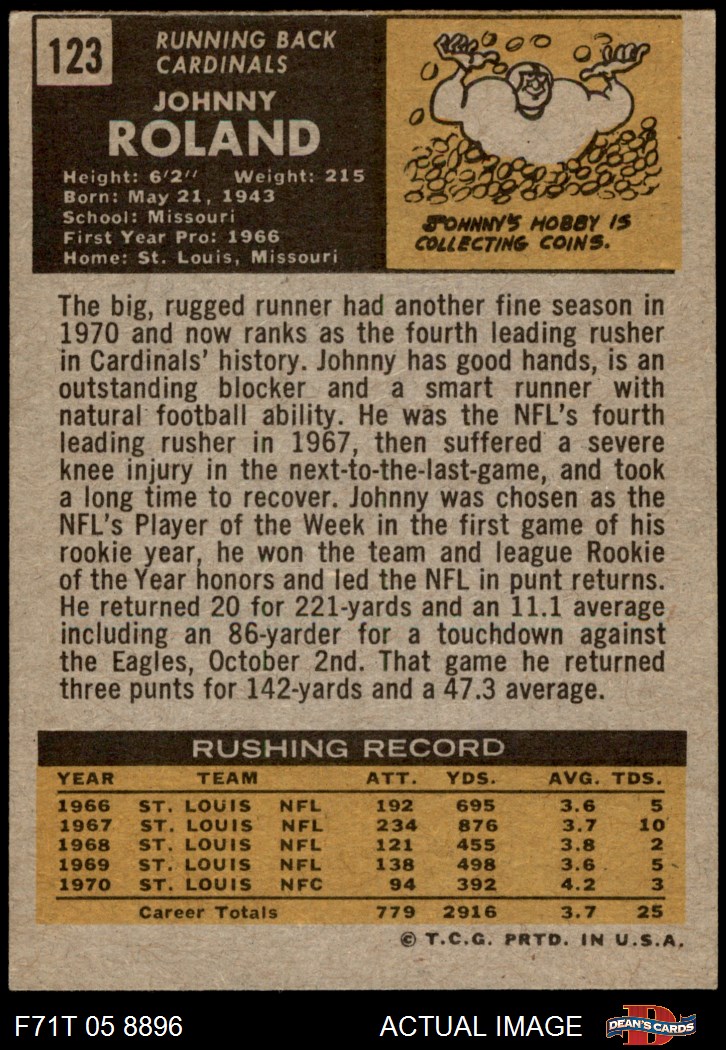 123
RUNNING BACK
CARDINALS
JOHNNY
ROLAND
Height: 6'2" Weight: 215
Born: May 21, 1943
School: Missouri
First Year Pro: 1966
Home: St. Louis, Missouri
JOHNNY'S HOBBY IS
COLLECTING COINS.
The big, rugged runner had another fine season in
1970 and now ranks as the fourth leading rusher
in Cardinals' history. Johnny has good hands, is an
outstanding blocker and a smart runner with
natural football ability. He was the NFL's fourth
leading rusher in 1967, then suffered a severe
knee injury in the next-to-the-last-game, and took
a long time to recover. Johnny was chosen as the
NFL's Player of the Week in the first game of his
rookie year, he won the team and league Rookie
of the Year honors and led the NFL in punt returns.
He returned 20 for 221-yards and an 11.1 average
including an 86-yarder for a touchdown against
the Eagles, October 2nd. That game he returned
three punts for 142-yards and a 47.3 average.
RUSHING RECORD
YEAR TEAM ATT. YDS. AVG. TDS.
1966 ST. LOUIS NFL 192 695 3.6 5
1967 ST. LOUIS NFL 234 876 3.7 10
1968 ST. LOUIS NFL 121 455 3.8 2
1969 ST. LOUIS NFL 138 498 3.6 5
1970 ST. LOUIS NFC 94 392 4.2 3
Career Totals 779 2916 3.7 25
© T.C.G. PRTD. IN U.S.A.
F71T 05 8896 ACTUAL IMAGE
D
DEAN'S CARDS